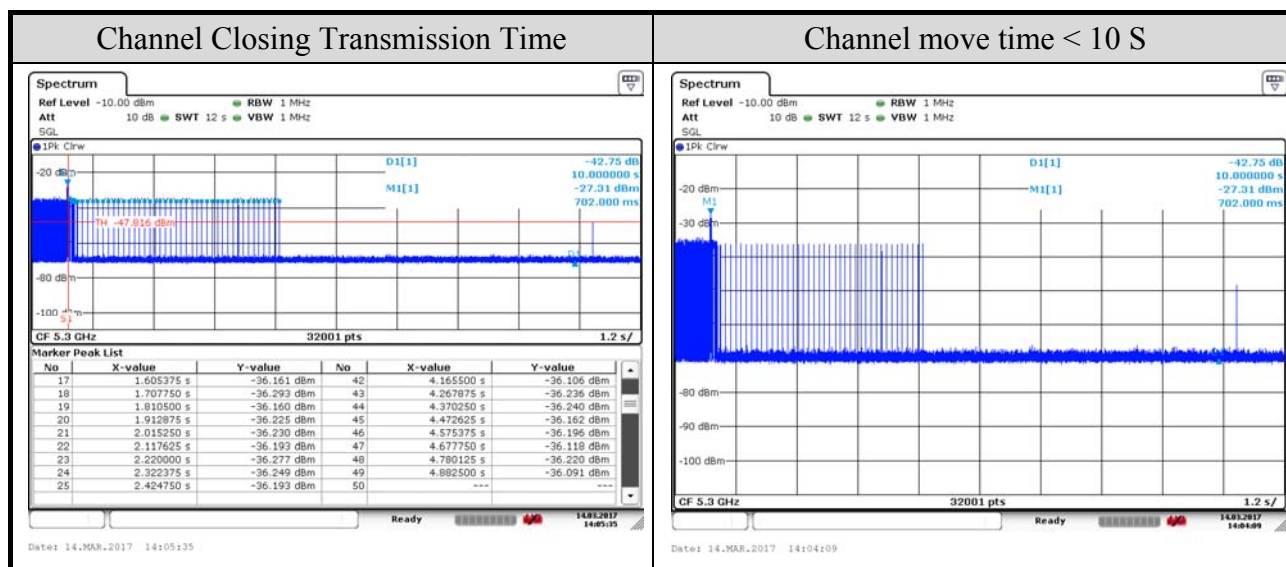 Channel Closing Transmission Time
Channel move time < 10 S
Spectrum
Ref Level -10.00 dBm RBW 1 MHz
Att 10 dB SWT 12 s VBW 1 MHz
SGL
1Pk Clrw
D1[1] -42.75 dB
10.000000 s
M1[1] -27.31 dBm
702.000 ms
-20 dBm
TH -47.816 dBm
D1
-80 dBm
-100 dBm
S1
CF 5.3 GHz 32001 pts 1.2 s/
Marker Peak List
No X-value Y-value No X-value Y-value
17 1.605375 s -36.161 dBm 42 4.165500 s -36.106 dBm
18 1.707750 s -36.293 dBm 43 4.267875 s -36.236 dBm
19 1.810500 s -36.160 dBm 44 4.370250 s -36.240 dBm
20 1.912875 s -36.225 dBm 45 4.472625 s -36.162 dBm
21 2.015250 s -36.230 dBm 46 4.575375 s -36.196 dBm
22 2.117625 s -36.193 dBm 47 4.677750 s -36.118 dBm
23 2.220000 s -36.277 dBm 48 4.780125 s -36.220 dBm
24 2.322375 s -36.249 dBm 49 4.882500 s -36.091 dBm
25 2.424750 s -36.193 dBm 50 --- ---
Ready 14.03.2017
14:05:35
Date: 14.MAR.2017 14:05:35
Spectrum
Ref Level -10.00 dBm RBW 1 MHz
Att 10 dB SWT 12 s VBW 1 MHz
SGL
1Pk Clrw
D1[1] -42.75 dB
10.000000 s
-20 dBm M1[1] -27.31 dBm
M1 702.000 ms
-30 dBm
-80 dBm
-90 dBm
-100 dBm
CF 5.3 GHz 32001 pts 1.2 s/
Ready 14.03.2017
14:04:09
Date: 14.MAR.2017 14:04:09